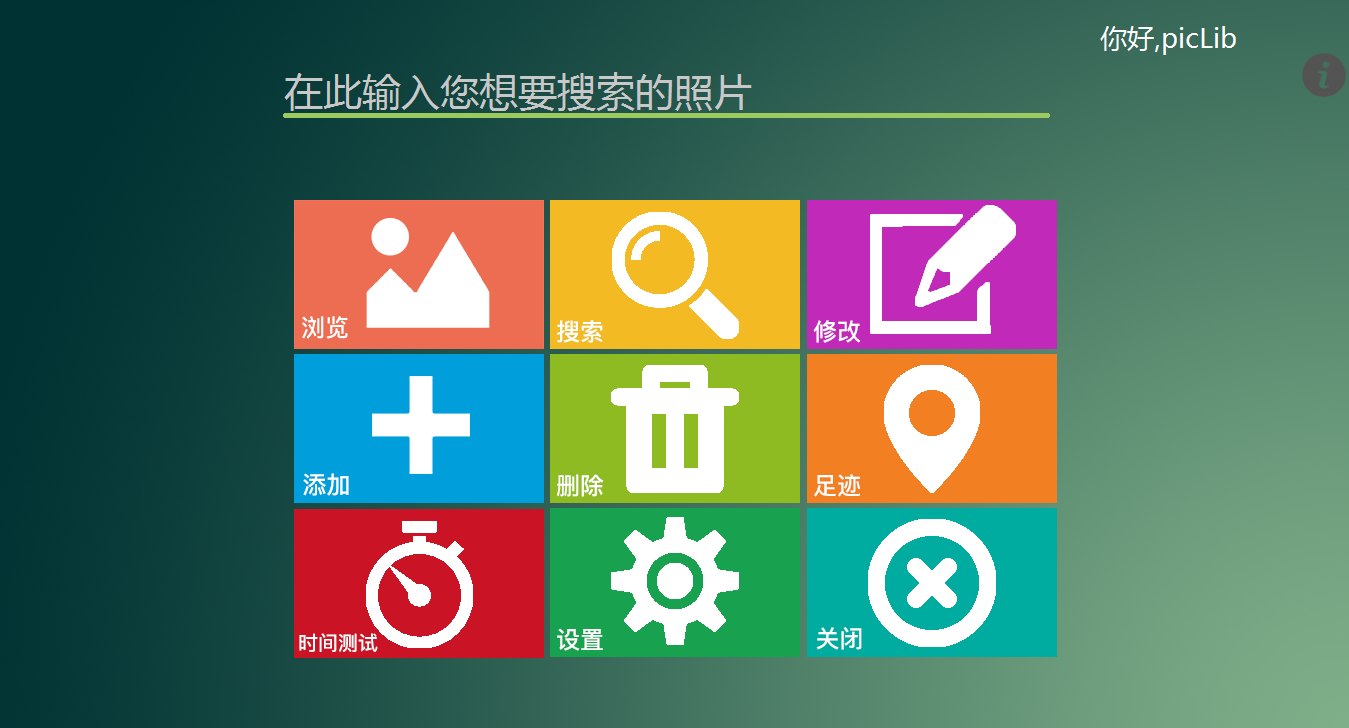 你好,picLib
在此输入您想要搜索的照片
浏览
搜索
修改
添加
删除
足迹
时间测试
设置
关闭